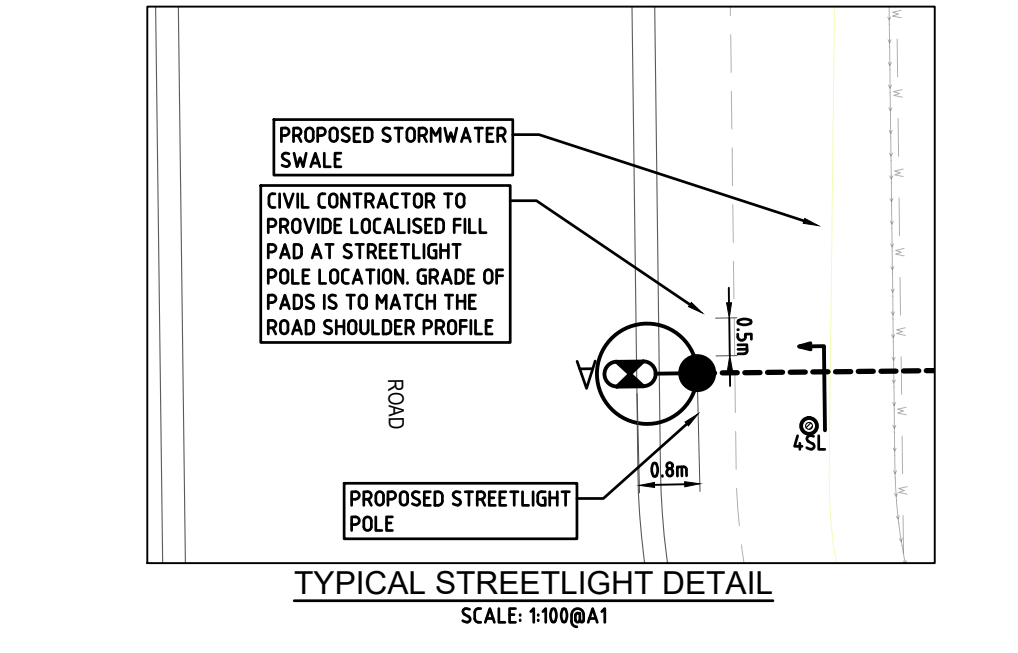 PROPOSED STORMWATER
SWALE
CIVIL CONTRACTOR TO
PROVIDE LOCALISED FILL
PAD AT STREETLIGHT
POLE LOCATION. GRADE OF
PADS IS TO MATCH THE
ROAD SHOULDER PROFILE
0.5m
A
ROAD
4SL
0.8m
PROPOSED STREETLIGHT
POLE
W
W
W
W
W
W
W
TYPICAL STREETLIGHT DETAIL
SCALE: 1:100@A1